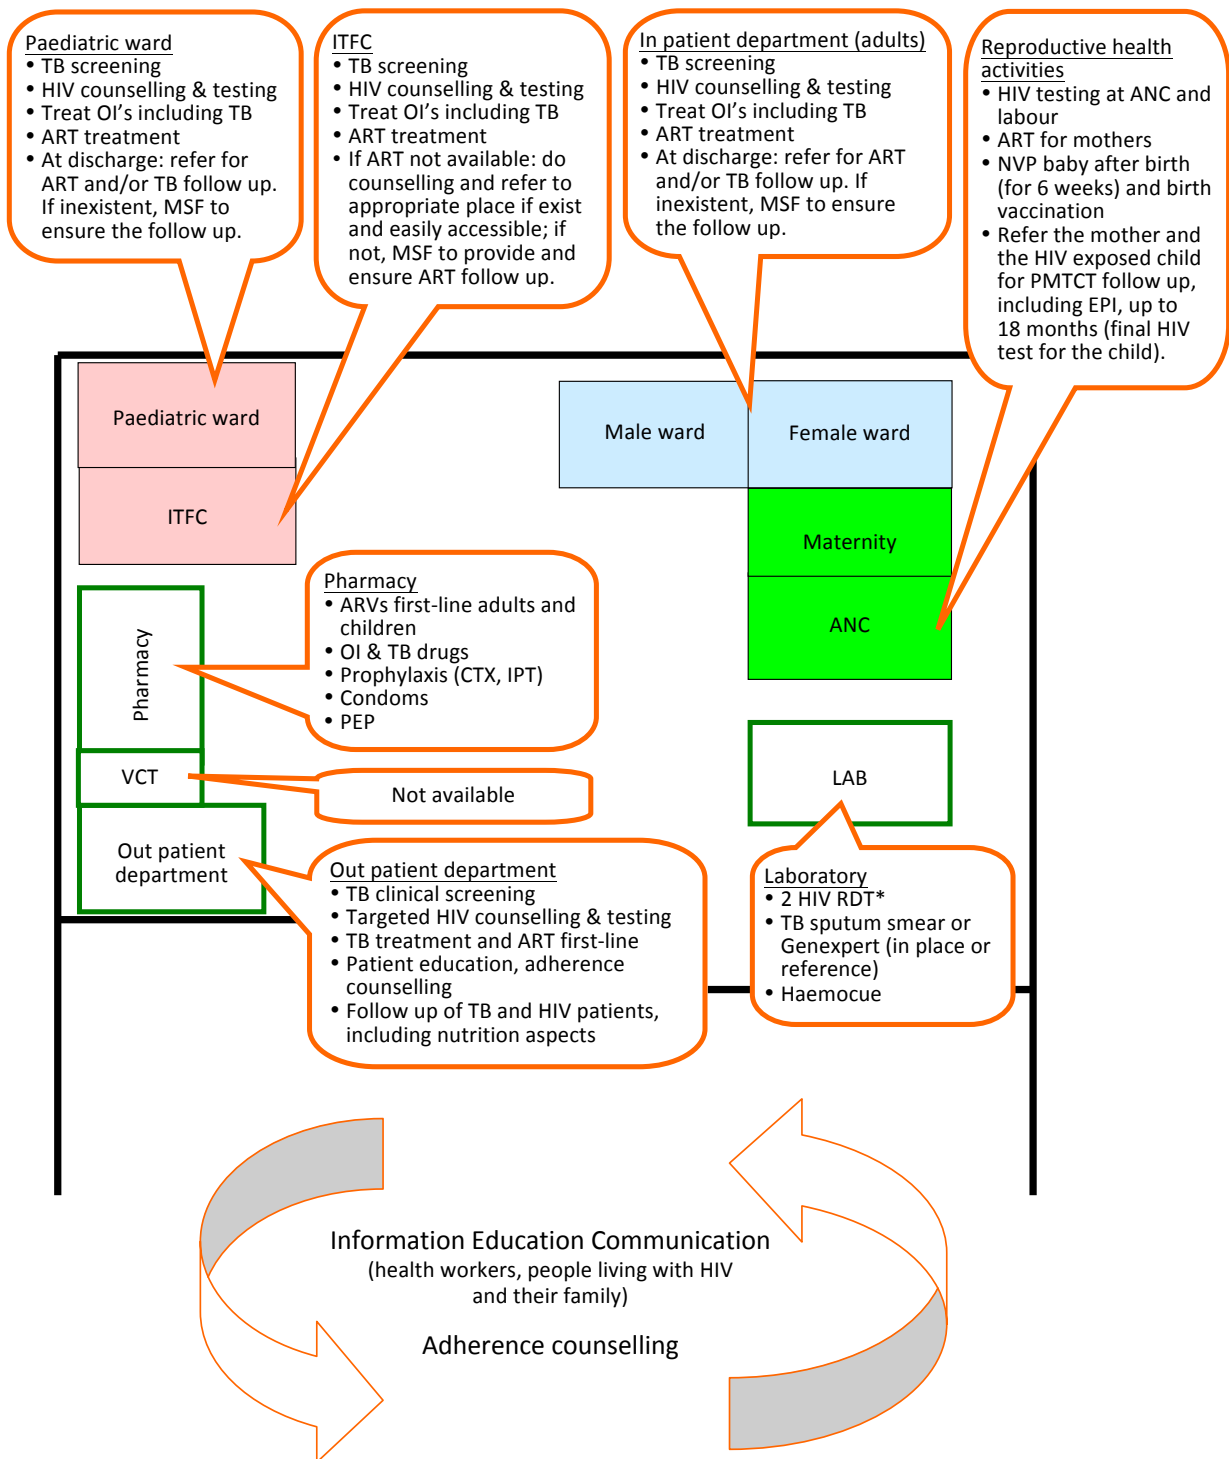 Paediatric ward
• TB screening
• HIV counselling & testing
• Treat OI’s including TB
• ART treatment
• At discharge: refer for
ART and/or TB follow up.
If inexistent, MSF to
ensure the follow up.
ITFC
• TB screening
• HIV counselling & testing
• Treat OI’s including TB
• ART treatment
• If ART not available: do
counselling and refer to
appropriate place if exist
and easily accessible; if
not, MSF to provide and
ensure ART follow up.
In patient department (adults)
• TB screening
• HIV counselling & testing
• Treat OI’s including TB
• ART treatment
• At discharge: refer for ART
and/or TB follow up. If
inexistent, MSF to ensure
the follow up.
Reproductive health
activities
• HIV testing at ANC and
labour
• ART for mothers
• NVP baby after birth
(for 6 weeks) and birth
vaccination
• Refer the mother and
the HIV exposed child
for PMTCT follow up,
including EPI, up to
18 months (final HIV
test for the child).
Paediatric ward
ITFC
Male ward
Female ward
Maternity
ANC
Pharmacy
Pharmacy
• ARVs first-line adults and
children
• OI & TB drugs
• Prophylaxis (CTX, IPT)
• Condoms
• PEP
VCT
Not available
LAB
Out patient
department
Out patient department
• TB clinical screening
• Targeted HIV counselling & testing
• TB treatment and ART first-line
• Patient education, adherence
counselling
• Follow up of TB and HIV patients,
including nutrition aspects
Laboratory
• 2 HIV RDT*
• TB sputum smear or
Genexpert (in place or
reference)
• Haemocue
Information Education Communication
(health workers, people living with HIV
and their family)
Adherence counselling